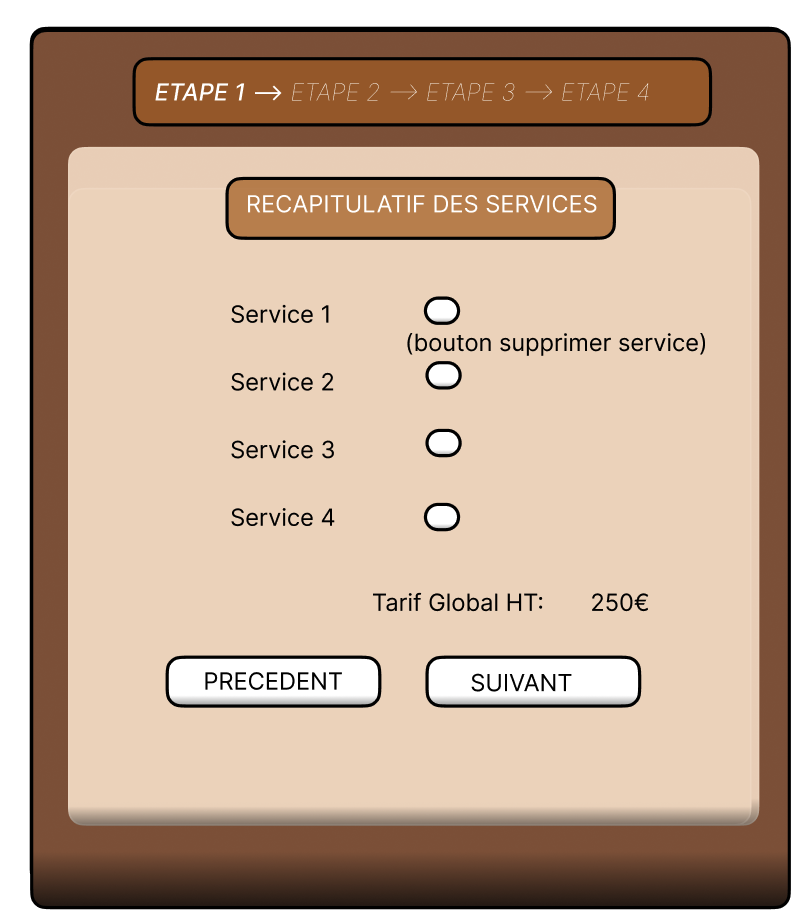 ETAPE 1 → ETAPE 2 → ETAPE 3 → ETAPE 4
RECAPITULATIF DES SERVICES
Service 1
(bouton supprimer service)
Service 2
Service 3
Service 4
Tarif Global HT: 250€
PRECEDENT SUIVANT